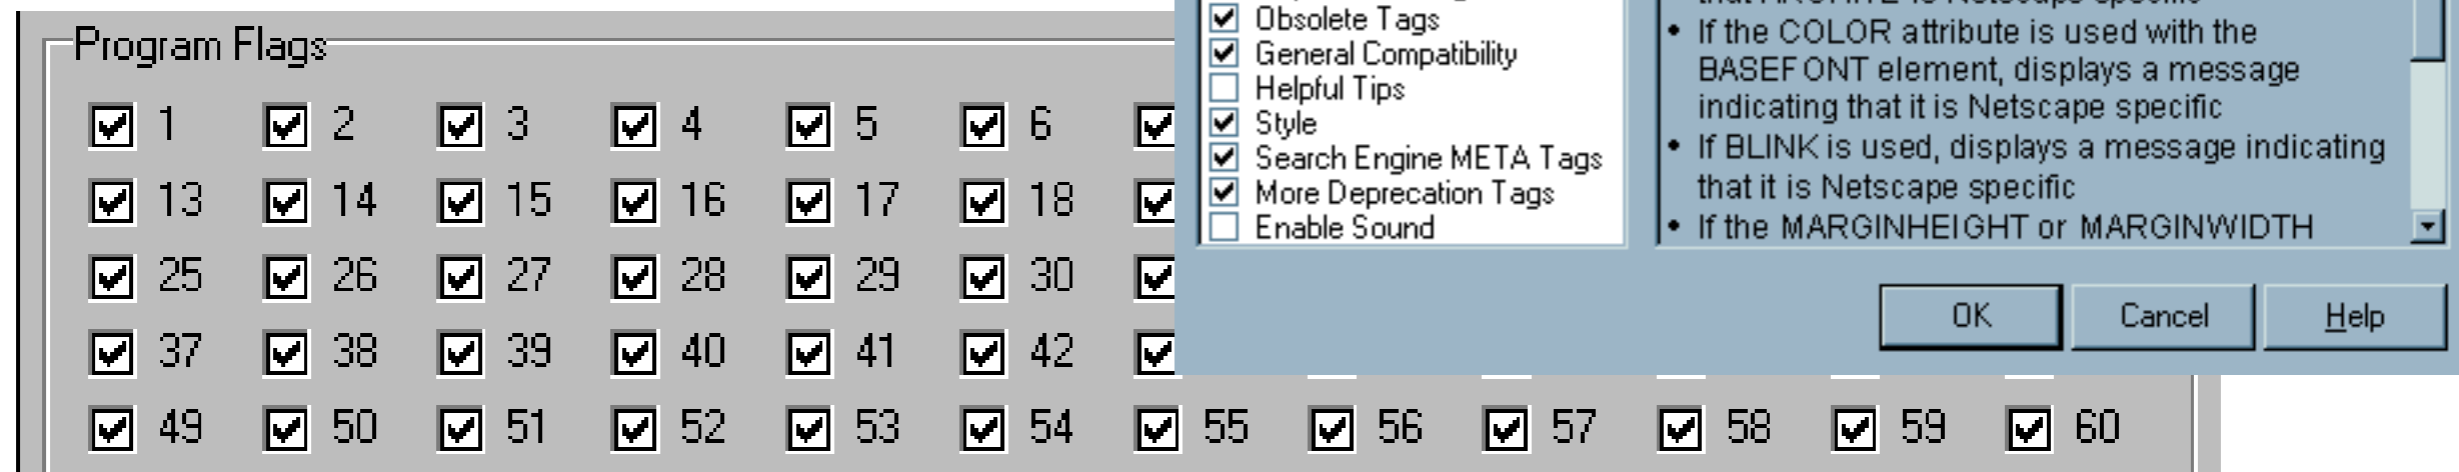 Program Flags
1 2 3 4 5 6
13 14 15 16 17 18
25 26 27 28 29 30
37 38 39 40 41 42
49 50 51 52 53 54 55 56 57 58 59 60
Obsolete Tags
General Compatibility
Helpful Tips
Style
Search Engine META Tags
More Deprecation Tags
Enable Sound
• If the COLOR attribute is used with the
BASEFONT element, displays a message
indicating that it is Netscape specific
• If BLINK is used, displays a message indicating
that it is Netscape specific
• If the MARGINHEIGHT or MARGINWIDTH
OK Cancel Help